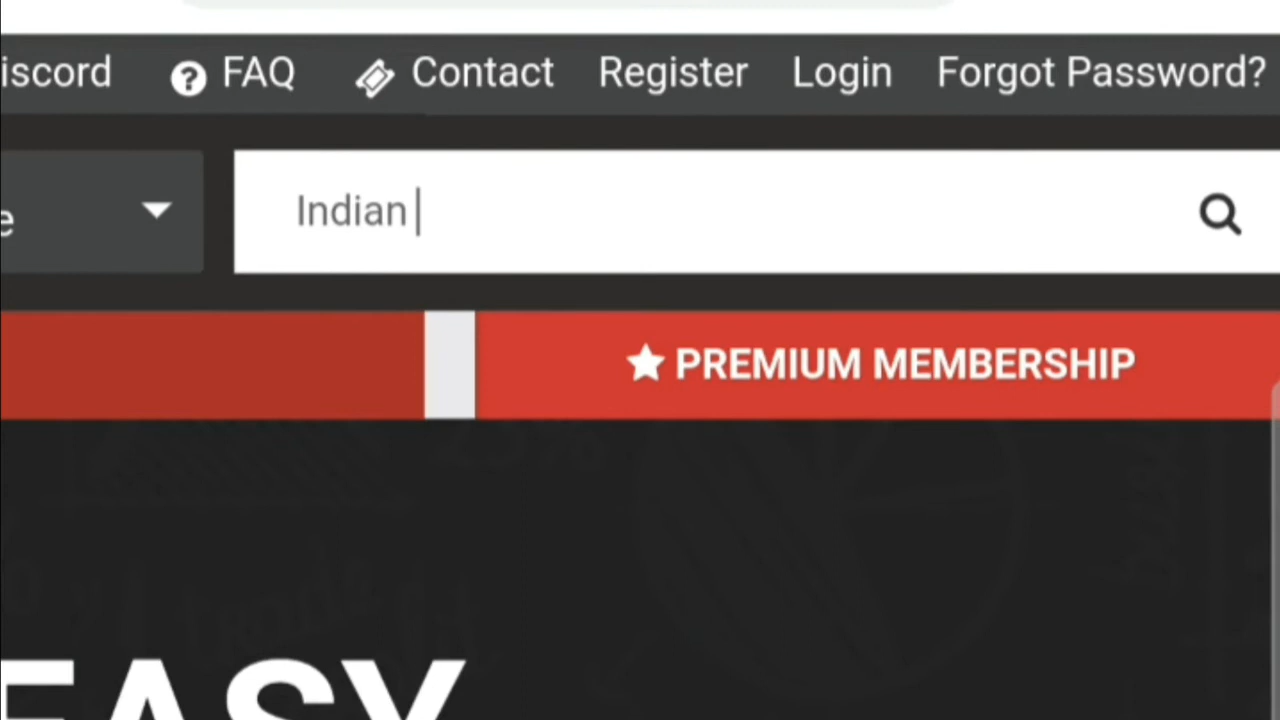 iscord FAQ Contact Register Login Forgot Password?
e
Indian
PREMIUM MEMBERSHIP
EASY